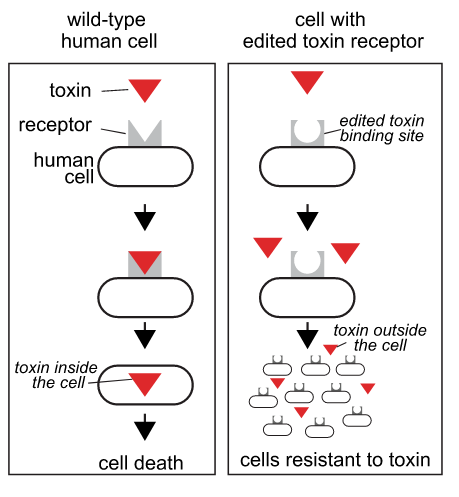 wild-type
human cell
toxin
receptor
human
cell
toxin inside
the cell
cell death
cell with
edited toxin receptor
edited toxin
binding site
toxin outside
the cell
cells resistant to toxin